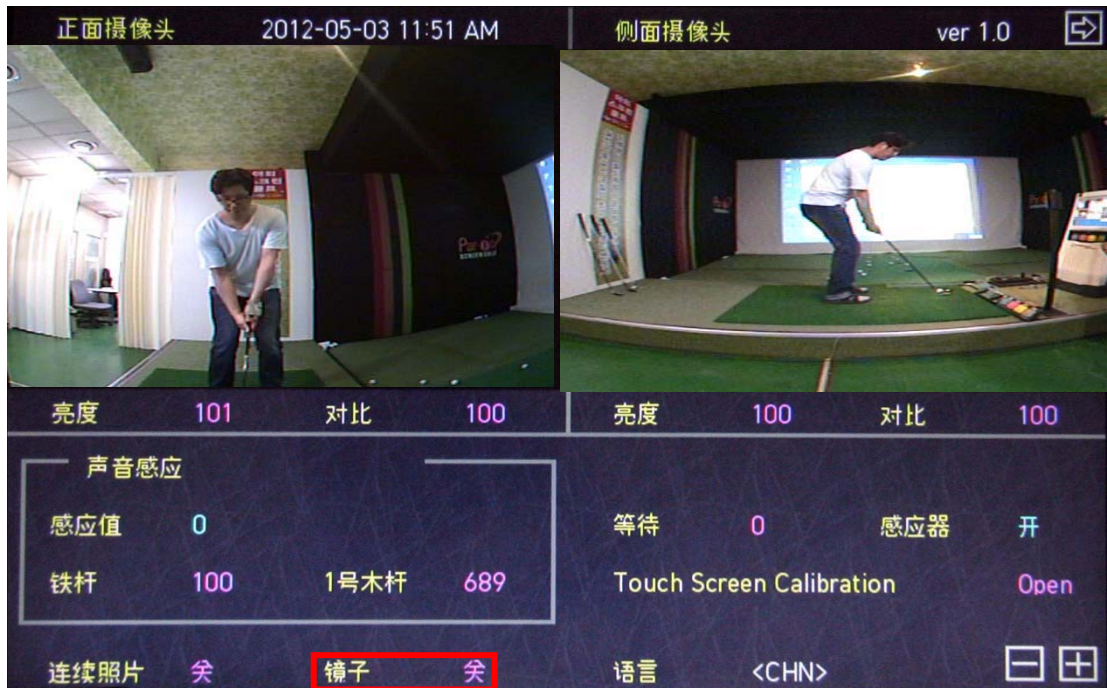 正面摄像头 2012-05-03 11:51 AM 侧面摄像头 ver 1.0
亮度 101 对比 100 亮度 100 对比 100
声音感应
感应值 0 等待 0 感应器 开
铁杆 100 1号木杆 689 Touch Screen Calibration Open
连续照片 关 镜子 关 语言 <CHN>